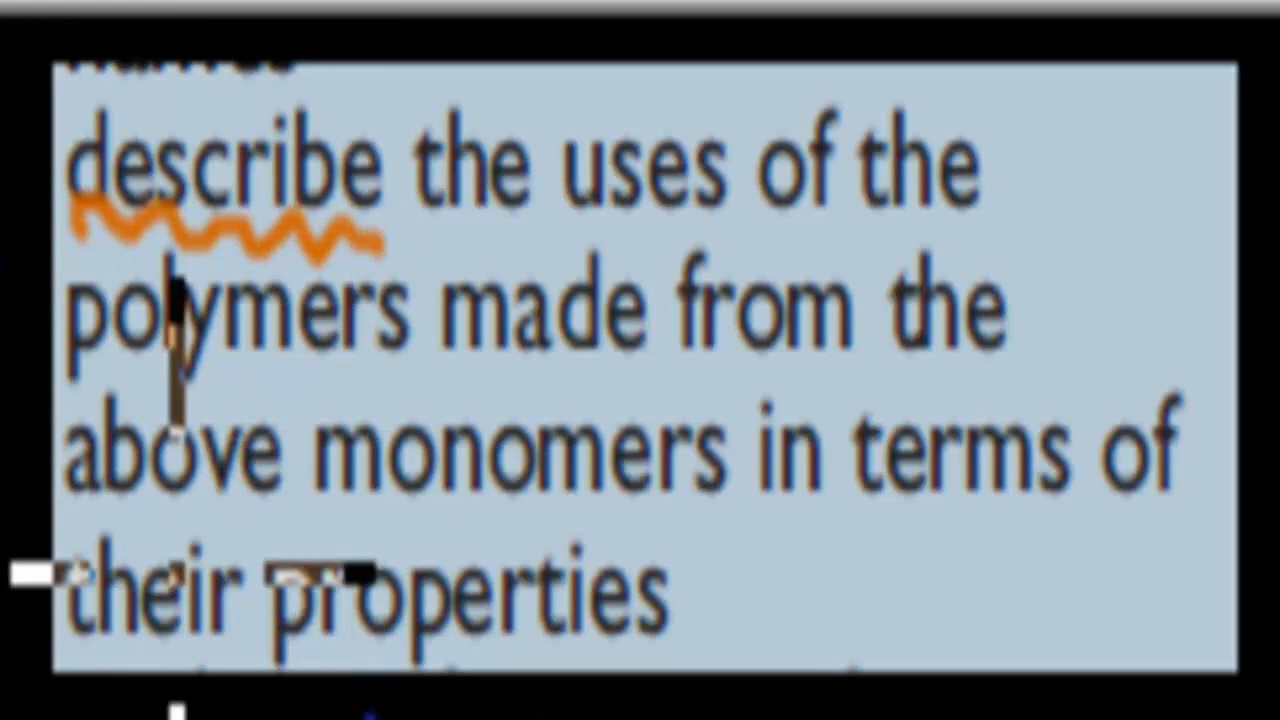 describe the uses of the
polymers made from the
above monomers in terms of
their properties